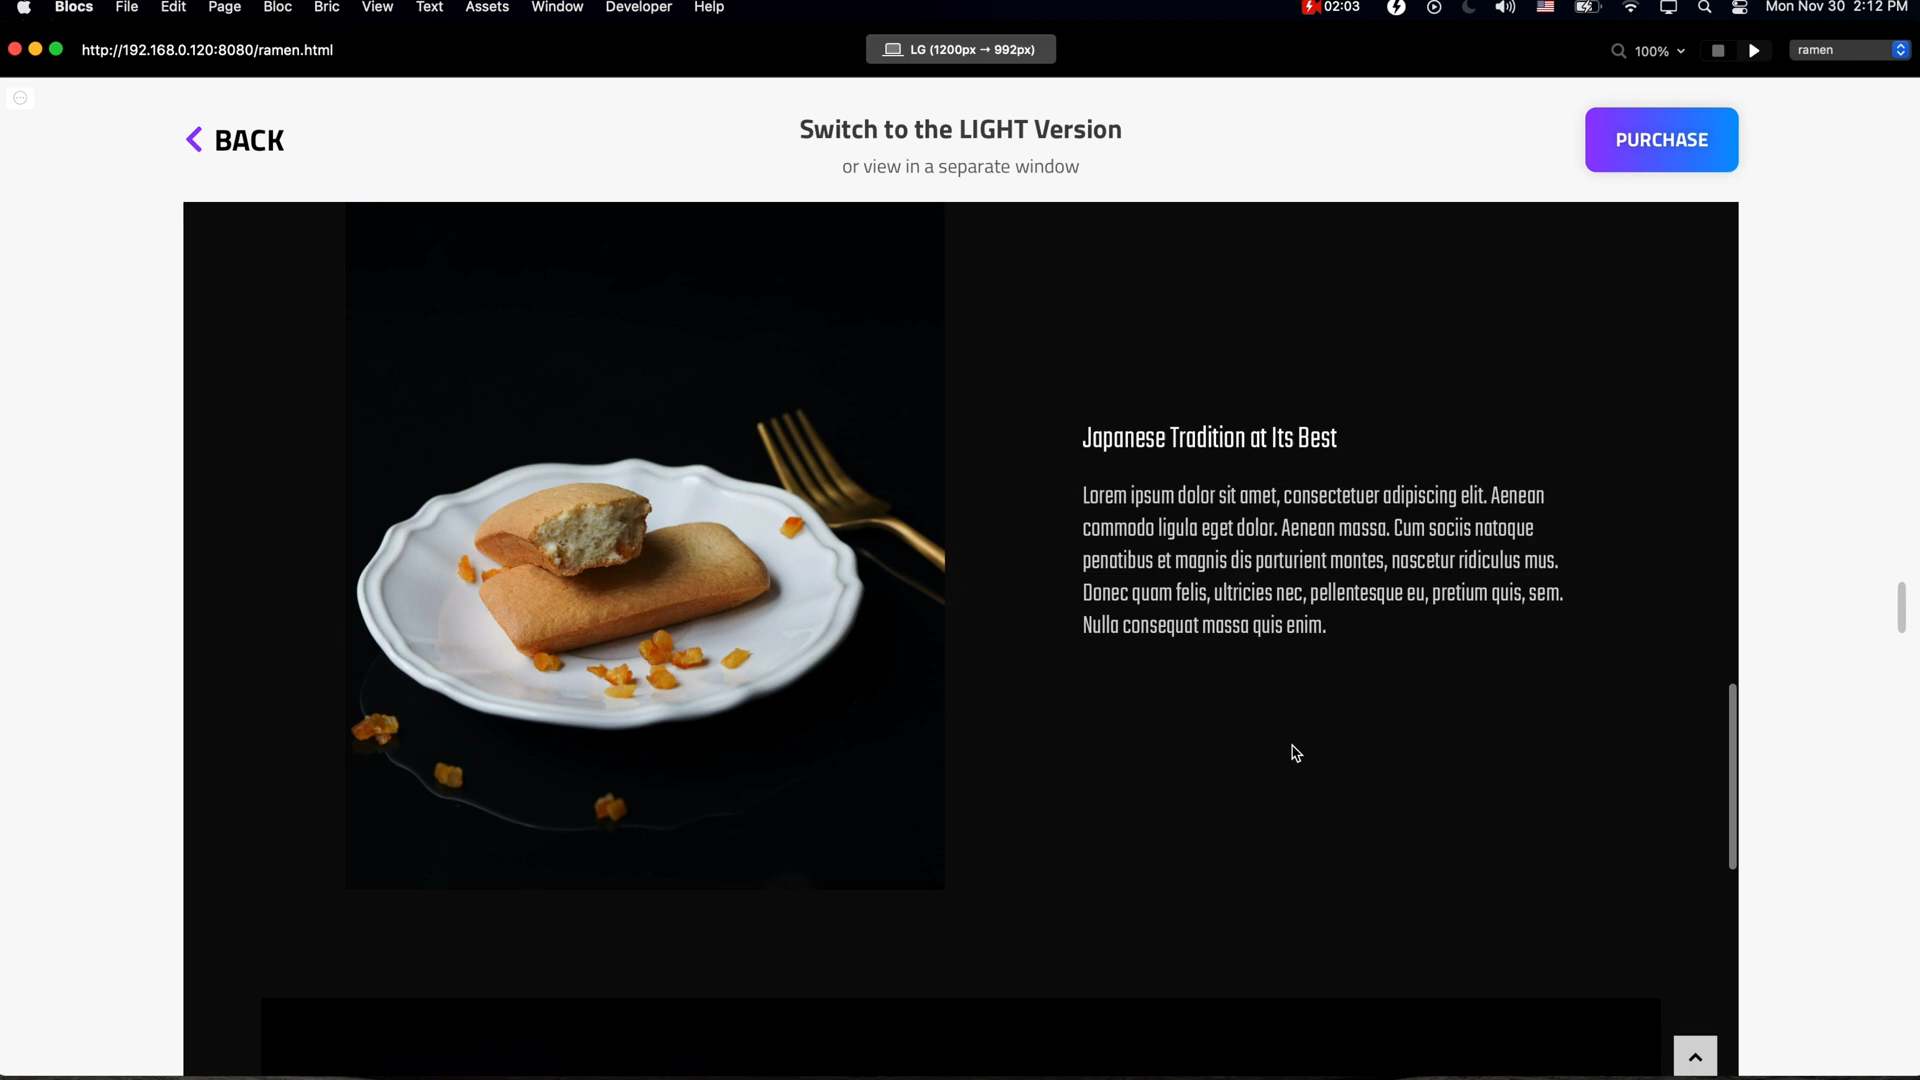 Blocs File Edit Page Bloc Bric View Text Assets Window Developer Help 02:03 Mon Nov 30 2:12 PM
http://192.168.0.120:8080/ramen.html LG (1200px → 992px) 100% ramen
BACK
Switch to the LIGHT Version
or view in a separate window
PURCHASE
Japanese Tradition at Its Best
Lorem ipsum dolor sit amet, consectetuer adipiscing elit. Aenean
commodo ligula eget dolor. Aenean massa. Cum sociis natoque
penatibus et magnis dis parturient montes, nascetur ridiculus mus.
Donec quam felis, ultricies nec, pellentesque eu, pretium quis, sem.
Nulla consequat massa quis enim.